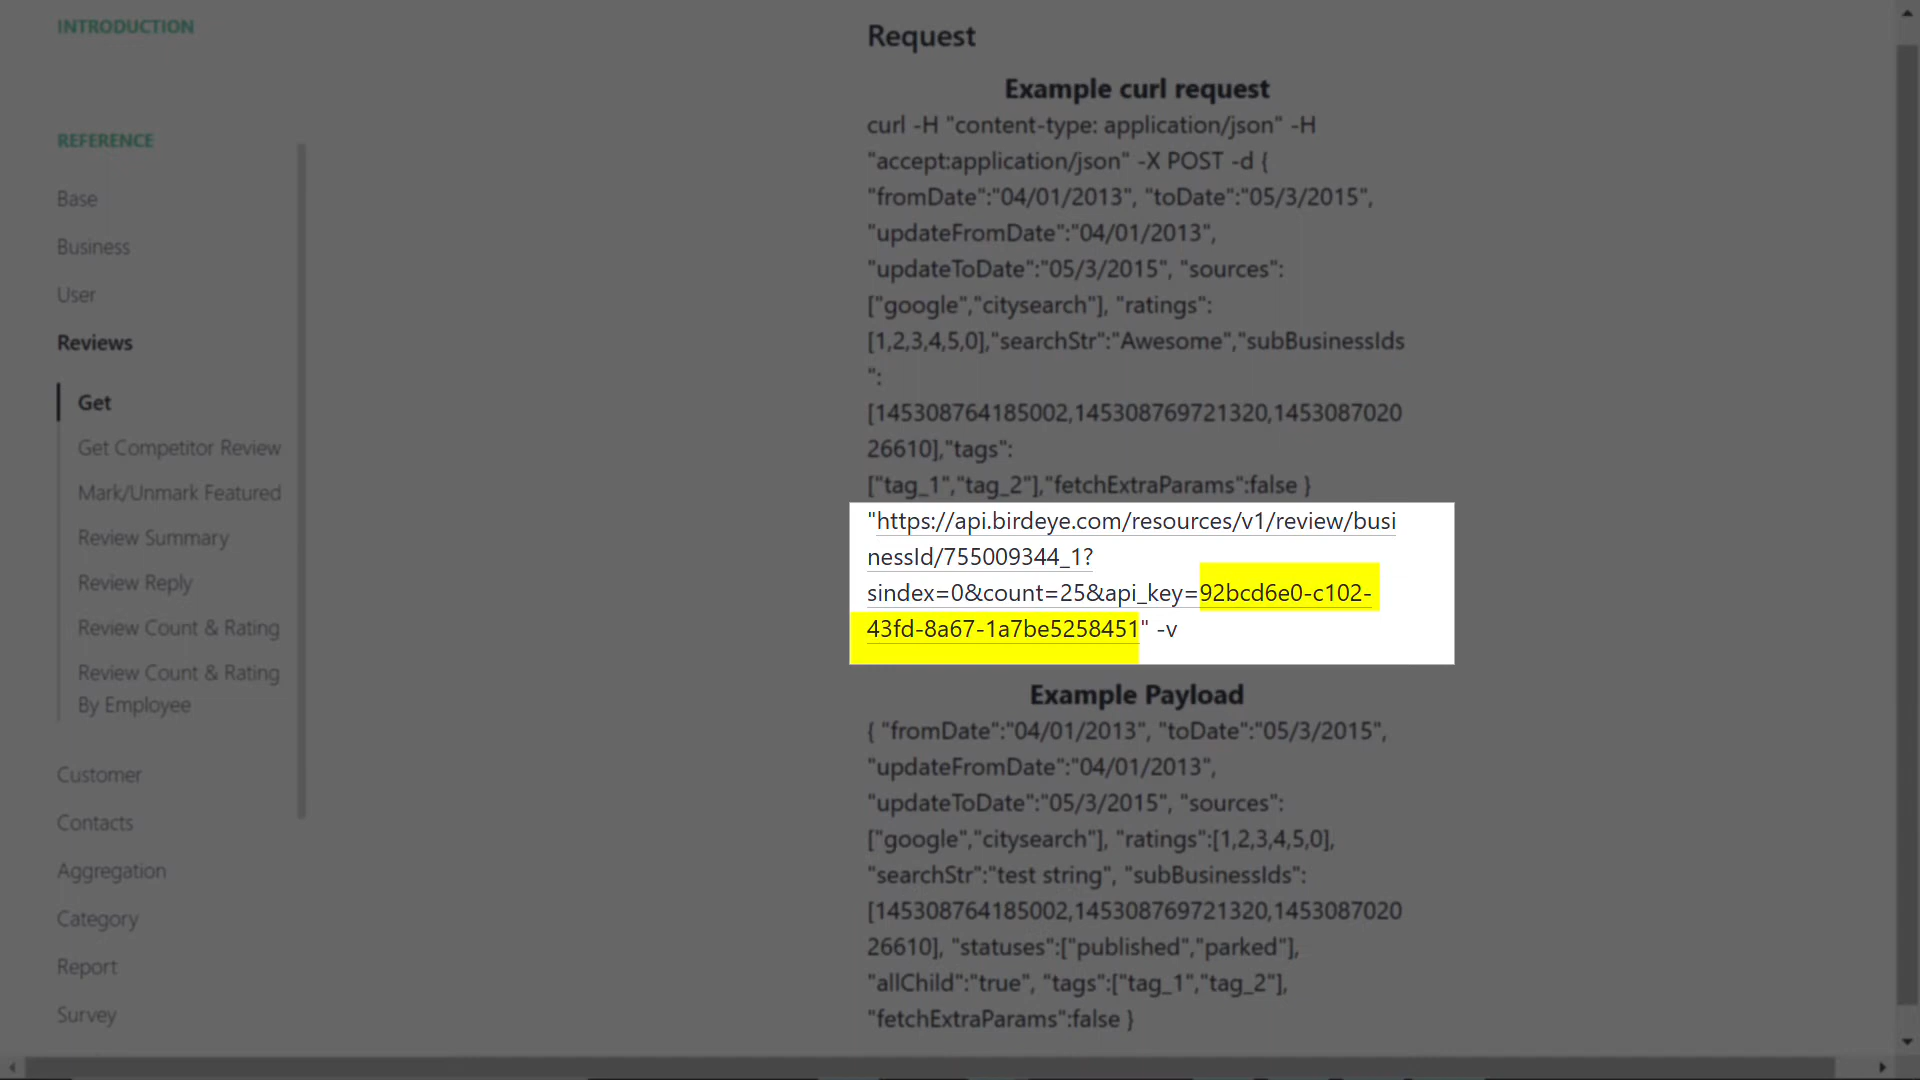 INTRODUCTION
REFERENCE
Base
Business
User
Reviews
Get
Get Competitor Review
Mark/Unmark Featured
Review Summary
Review Reply
Review Count & Rating
Review Count & Rating
By Employee
Customer
Contacts
Aggregation
Category
Report
Survey
Request
Example curl request
curl -H "content-type: application/json" -H
"accept:application/json" -X POST -d {
"fromDate":"04/01/2013", "toDate":"05/3/2015",
"updateFromDate":"04/01/2013",
"updateToDate":"05/3/2015", "sources":
["google","citysearch"], "ratings":
[1,2,3,4,5,0],"searchStr":"Awesome","subBusinessIds
":
[145308764185002,145308769721320,1453087020
26610],"tags":
["tag_1","tag_2"],"fetchExtraParams":false }
"https://api.birdeye.com/resources/v1/review/busi
nessId/755009344_1?
sindex=0&count=25&api_key=92bcd6e0-c102-
43fd-8a67-1a7be5258451" -v
Example Payload
{ "fromDate":"04/01/2013", "toDate":"05/3/2015",
"updateFromDate":"04/01/2013",
"updateToDate":"05/3/2015", "sources":
["google","citysearch"], "ratings":[1,2,3,4,5,0],
"searchStr":"test string", "subBusinessIds":
[145308764185002,145308769721320,1453087020
26610], "statuses":["published","parked"],
"allChild":"true", "tags":["tag_1","tag_2"],
"fetchExtraParams":false }